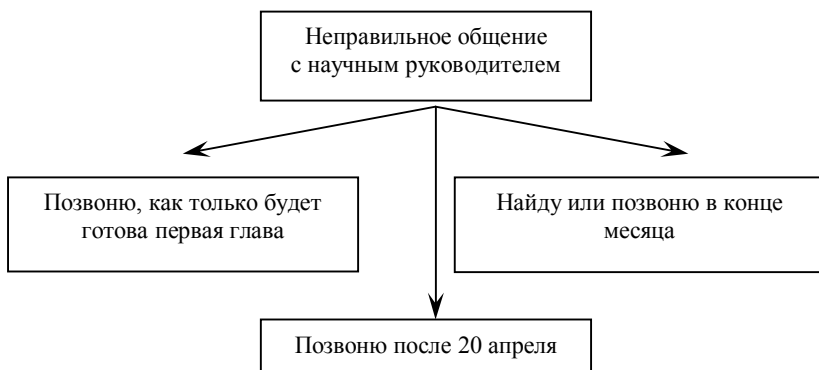 Неправильное общение
с научным руководителем
Позвоню, как только будет
готова первая глава
Найду или позвоню в конце
месяца
Позвоню после 20 апреля